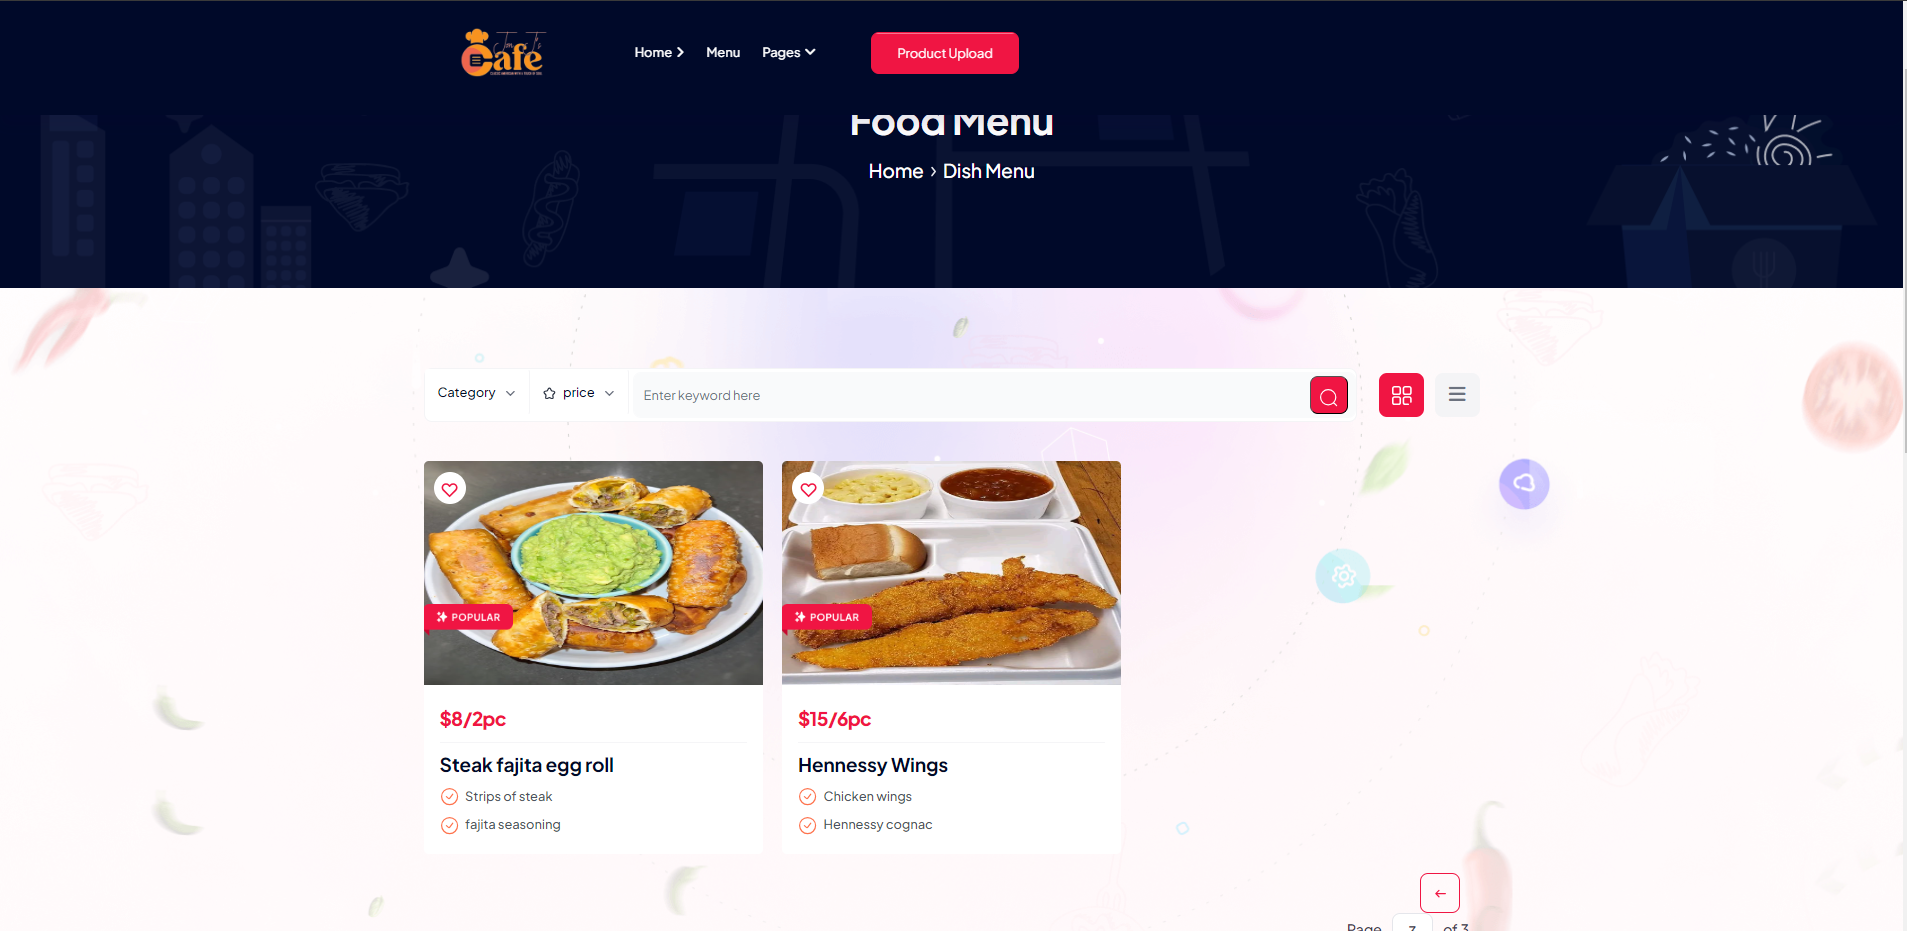 Cafe
Home
Menu
Pages
Product Upload
Food Menu
Home › Dish Menu
Category
price
Enter keyword here
POPULAR
POPULAR
$8/2pc
$15/6pc
Steak fajita egg roll
Hennessy Wings
Strips of steak
Chicken wings
fajita seasoning
Hennessy cognac
Page 3 of 3